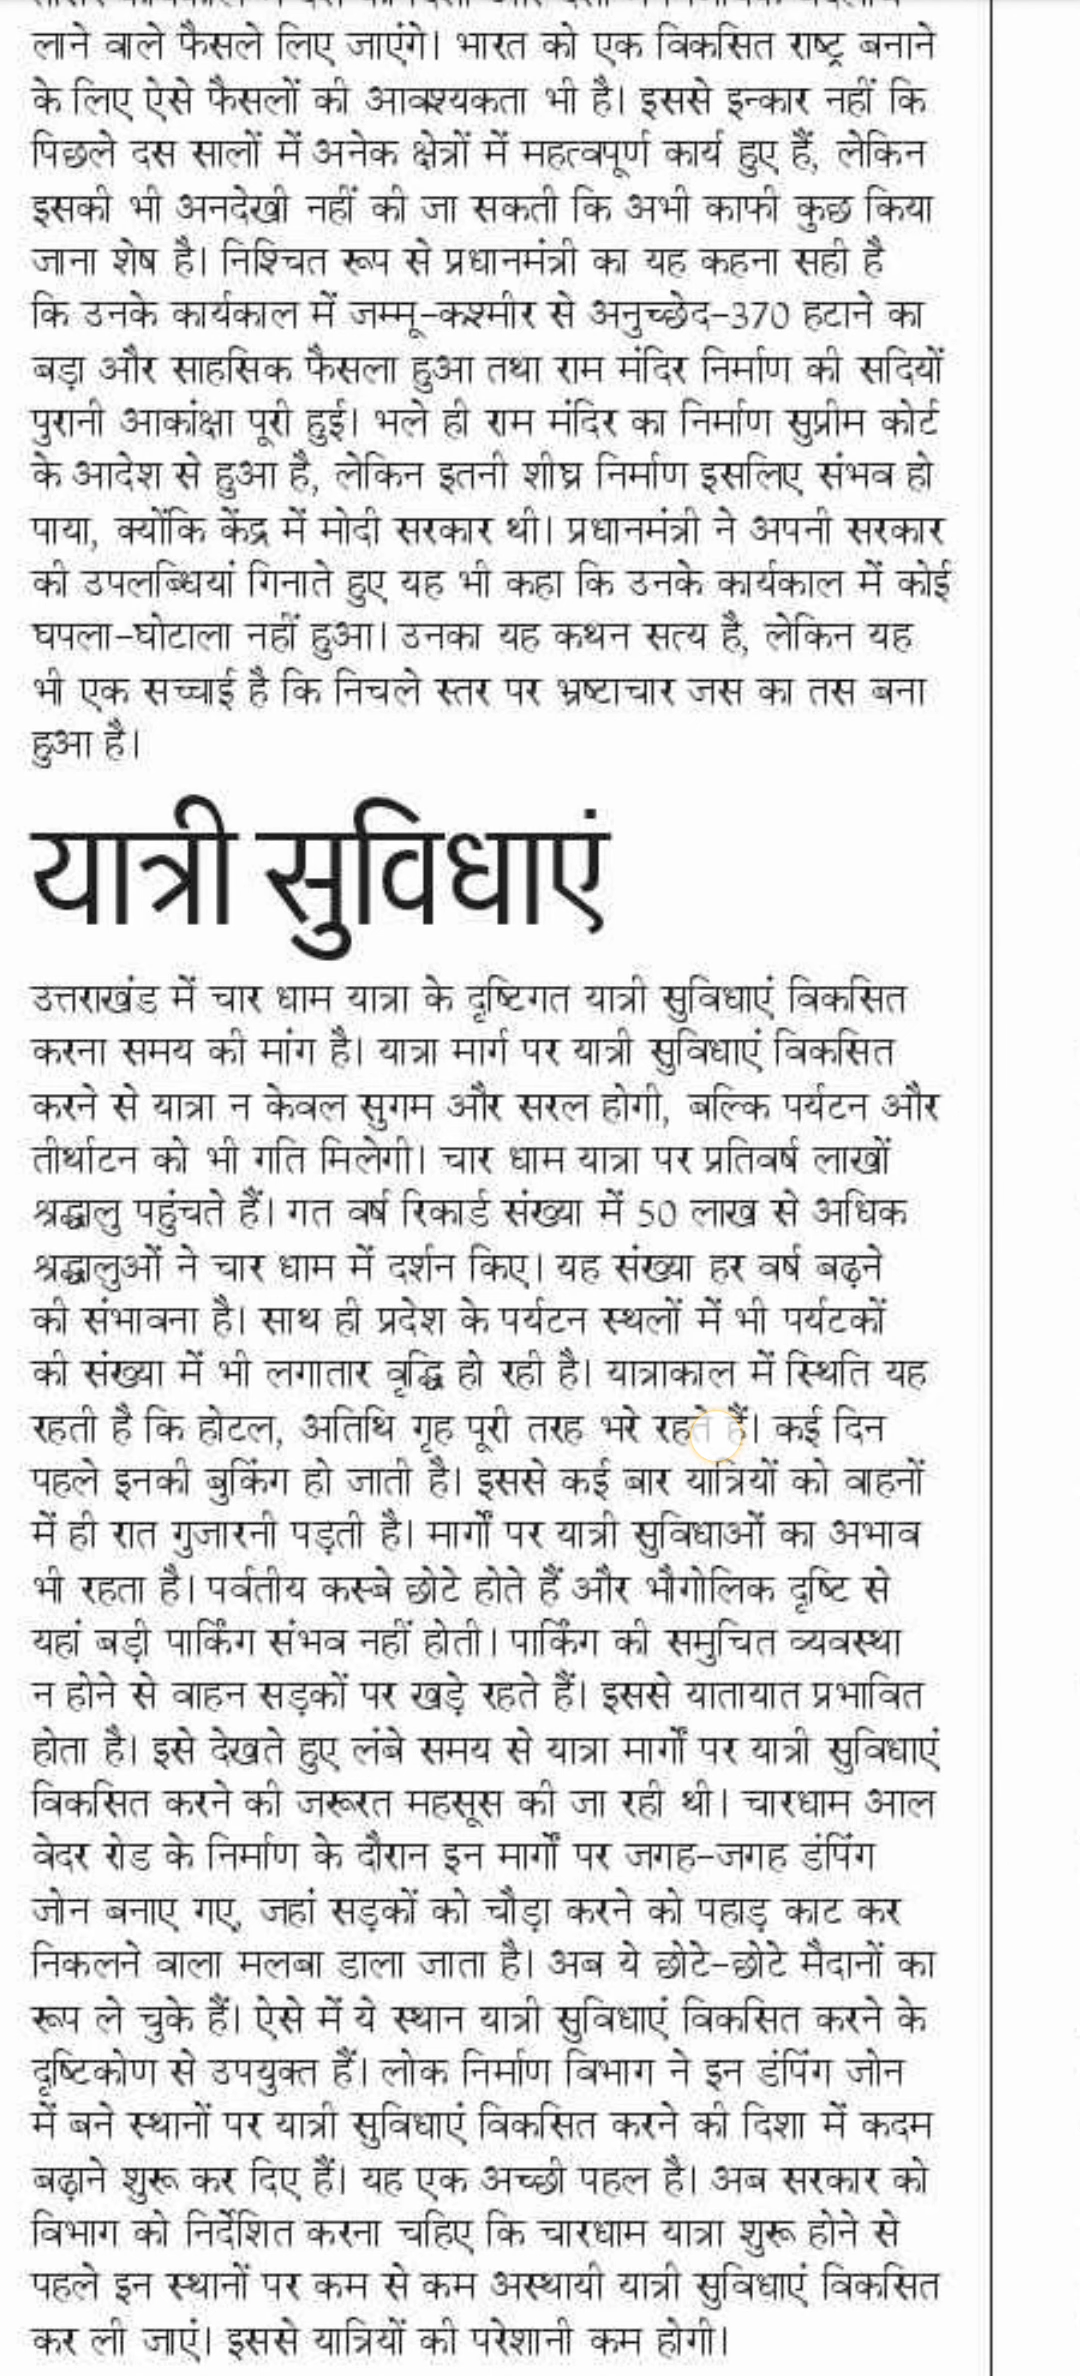 लाने वाले फैसले लिए जाएंगे। भारत को एक विकसित राष्ट्र बनाने
के लिए ऐसे फैसलों की आवश्यकता भी है। इससे इन्कार नहीं कि
पिछले दस सालों में अनेक क्षेत्रों में महत्वपूर्ण कार्य हुए हैं, लेकिन
इसकी भी अनदेखी नहीं की जा सकती कि अभी काफी कुछ किया
जाना शेष है। निश्चित रूप से प्रधानमंत्री का यह कहना सही है
कि उनके कार्यकाल में जम्मू-कश्मीर से अनुच्छेद-370 हटाने का
बड़ा और साहसिक फैसला हुआ तथा राम मंदिर निर्माण की सदियों
पुरानी आकांक्षा पूरी हुई। भले ही राम मंदिर का निर्माण सुप्रीम कोर्ट
के आदेश से हुआ है, लेकिन इतनी शीघ्र निर्माण इसलिए संभव हो
पाया, क्योंकि केंद्र में मोदी सरकार थी। प्रधानमंत्री ने अपनी सरकार
की उपलब्धियां गिनाते हुए यह भी कहा कि उनके कार्यकाल में कोई
घपला-घोटाला नहीं हुआ। उनका यह कथन सत्य है, लेकिन यह
भी एक सच्चाई है कि निचले स्तर पर भ्रष्टाचार जस का तस बना
हुआ है।
यात्री सुविधाएं
उत्तराखंड में चार धाम यात्रा के दृष्टिगत यात्री सुविधाएं विकसित
करना समय की मांग है। यात्रा मार्ग पर यात्री सुविधाएं विकसित
करने से यात्रा न केवल सुगम और सरल होगी, बल्कि पर्यटन और
तीर्थाटन को भी गति मिलेगी। चार धाम यात्रा पर प्रतिवर्ष लाखों
श्रद्धालु पहुंचते हैं। गत वर्ष रिकार्ड संख्या में 50 लाख से अधिक
श्रद्धालुओं ने चार धाम में दर्शन किए। यह संख्या हर वर्ष बढ़ने
की संभावना है। साथ ही प्रदेश के पर्यटन स्थलों में भी पर्यटकों
की संख्या में भी लगातार वृद्धि हो रही है। यात्राकाल में स्थिति यह
रहती है कि होटल, अतिथि गृह पूरी तरह भरे रहते हैं। कई दिन
पहले इनकी बुकिंग हो जाती है। इससे कई बार यात्रियों को वाहनों
में ही रात गुजारनी पड़ती है। मार्गों पर यात्री सुविधाओं का अभाव
भी रहता है। पर्वतीय कस्बे छोटे होते हैं और भौगोलिक दृष्टि से
यहां बड़ी पार्किंग संभव नहीं होती। पार्किंग की समुचित व्यवस्था
न होने से वाहन सड़कों पर खड़े रहते हैं। इससे यातायात प्रभावित
होता है। इसे देखते हुए लंबे समय से यात्रा मार्गों पर यात्री सुविधाएं
विकसित करने की जरूरत महसूस की जा रही थी। चारधाम आल
वेदर रोड के निर्माण के दौरान इन मार्गों पर जगह-जगह डंपिंग
जोन बनाए गए, जहां सड़कों को चौड़ा करने को पहाड़ काट कर
निकलने वाला मलबा डाला जाता है। अब ये छोटे-छोटे मैदानों का
रूप ले चुके हैं। ऐसे में ये स्थान यात्री सुविधाएं विकसित करने के
दृष्टिकोण से उपयुक्त हैं। लोक निर्माण विभाग ने इन डंपिंग जोन
में बने स्थानों पर यात्री सुविधाएं विकसित करने की दिशा में कदम
बढ़ाने शुरू कर दिए हैं। यह एक अच्छी पहल है। अब सरकार को
विभाग को निर्देशित करना चहिए कि चारधाम यात्रा शुरू होने से
पहले इन स्थानों पर कम से कम अस्थायी यात्री सुविधाएं विकसित
कर ली जाएं। इससे यात्रियों की परेशानी कम होगी।